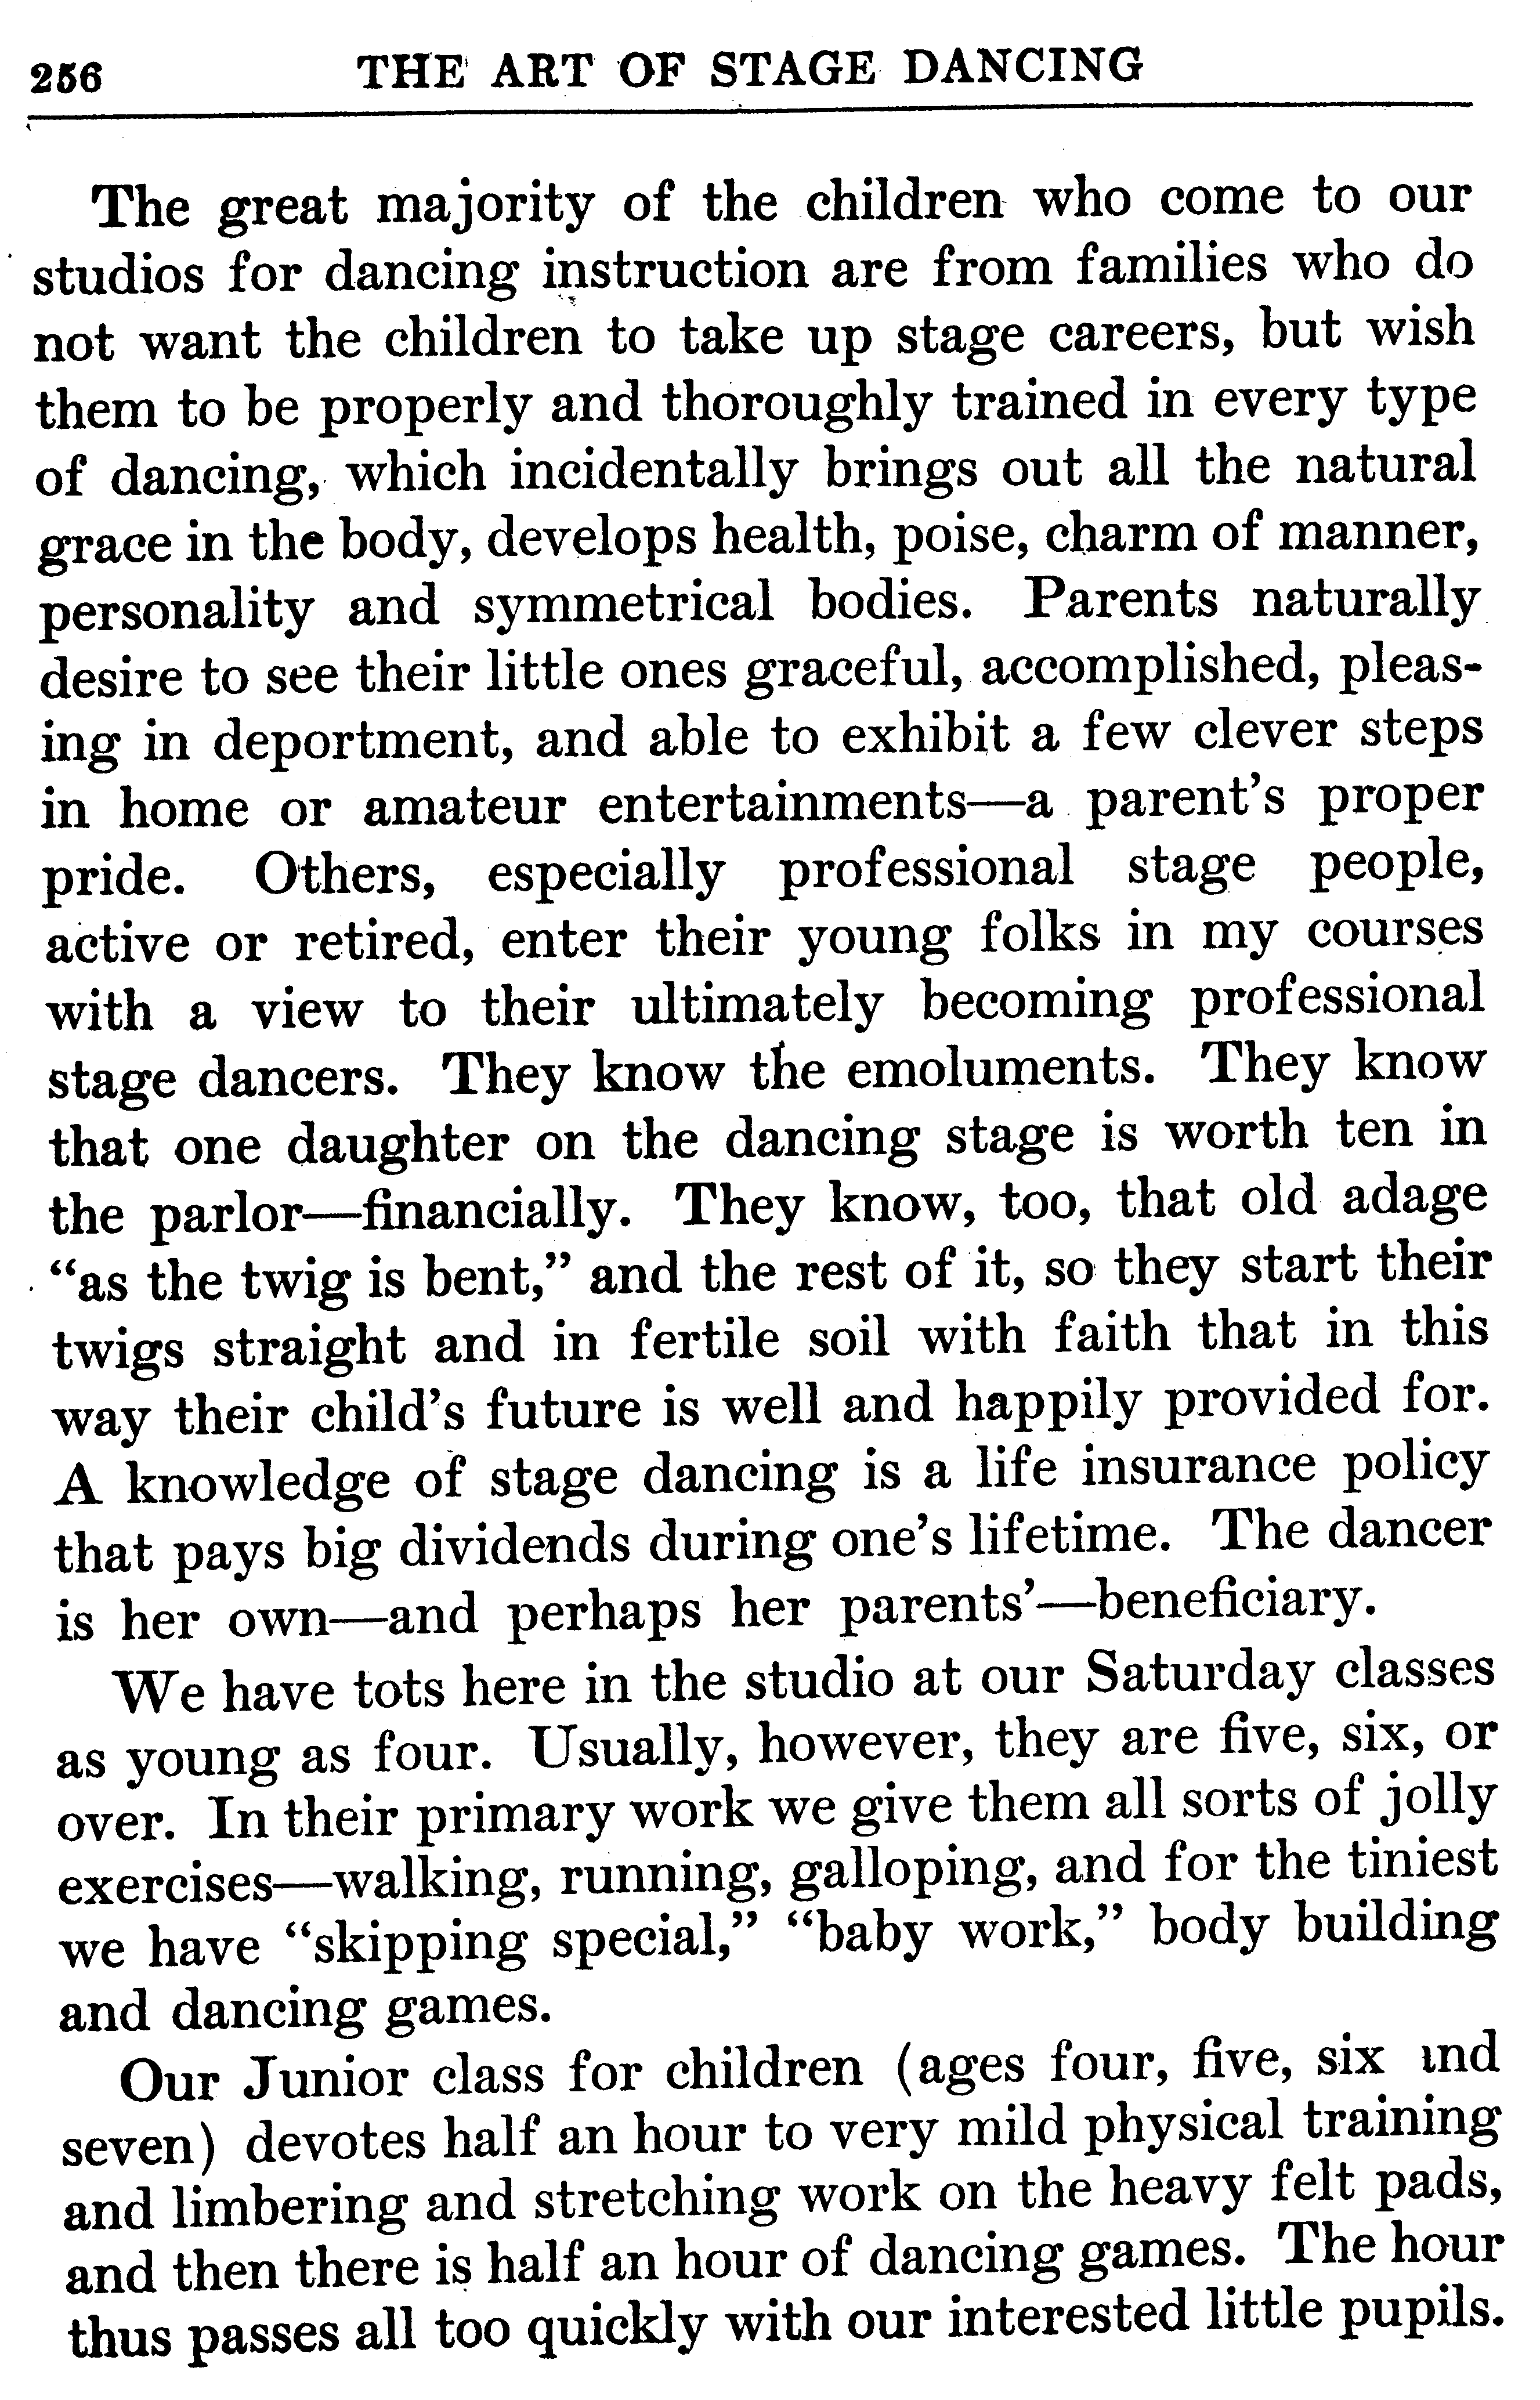 256 THE ART OF STAGE DANCING
The great majority of the children who come to our
studios for dancing instruction are from families who do
not want the children to take up stage careers, but wish
them to be properly and thoroughly trained in every type
of dancing, which incidentally brings out all the natural
grace in the body, develops health, poise, charm of manner,
personality and symmetrical bodies. Parents naturally
desire to see their little ones graceful, accomplished, pleas-
ing in deportment, and able to exhibit a few clever steps
in home or amateur entertainments—a parent's proper
pride. Others, especially professional stage people,
active or retired, enter their young folks in my courses
with a view to their ultimately becoming professional
stage dancers. They know the emoluments. They know
that one daughter on the dancing stage is worth ten in
the parlor—financially. They know, too, that old adage
“as the twig is bent,” and the rest of it, so they start their
twigs straight and in fertile soil with faith that in this
way their child's future is well and happily provided for.
A knowledge of stage dancing is a life insurance policy
that pays big dividends during one's lifetime. The dancer
is her own—and perhaps her parents'—beneficiary.
We have tots here in the studio at our Saturday classes
as young as four. Usually, however, they are five, six, or
over. In their primary work we give them all sorts of jolly
exercises—walking, running, galloping, and for the tiniest
we have “skipping special,” “baby work,” body building
and dancing games.
Our Junior class for children (ages four, five, six and
seven) devotes half an hour to very mild physical training
and limbering and stretching work on the heavy felt pads,
and then there is half an hour of dancing games. The hour
thus passes all too quickly with our interested little pupils.